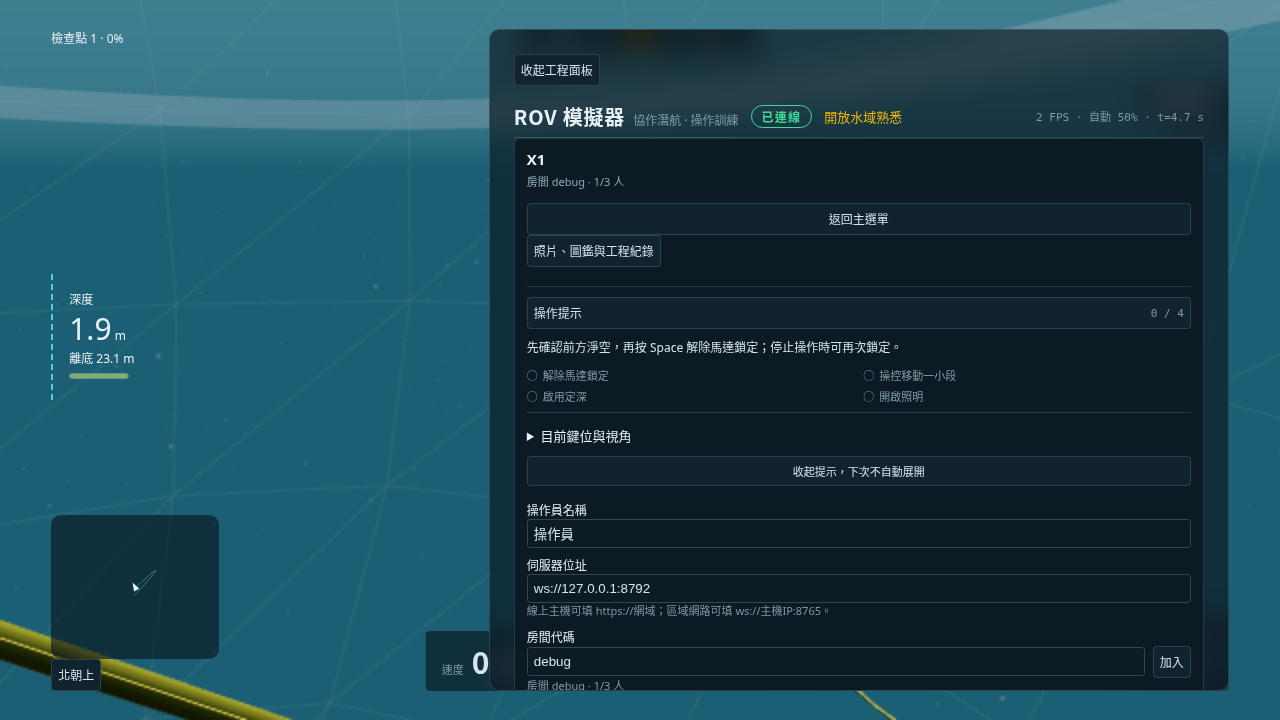 檢查點 1 · 0%
收起工程面板
ROV 模擬器 協作潛航 · 操作訓練 已連線 開放水域熟悉 2 FPS · 自動 50% · t=4.7 s
X1
房間 debug · 1/3 人
返回主選單
照片、圖鑑與工程紀錄
操作提示 0 / 4
先確認前方淨空，再按 Space 解除馬達鎖定；停止操作時可再次鎖定。
解除馬達鎖定 操控移動一小段
啟用定深 開啟照明
目前鍵位與視角
收起提示，下次不自動展開
操作員名稱
操作員
伺服器位址
ws://127.0.0.1:8792
線上主機可填 https://網域；區域網路可填 ws://主機IP:8765。
房間代碼
debug 加入
房間 debug · 1/3 人
深度
1.9 m
離底 23.1 m
北朝上
速度 0